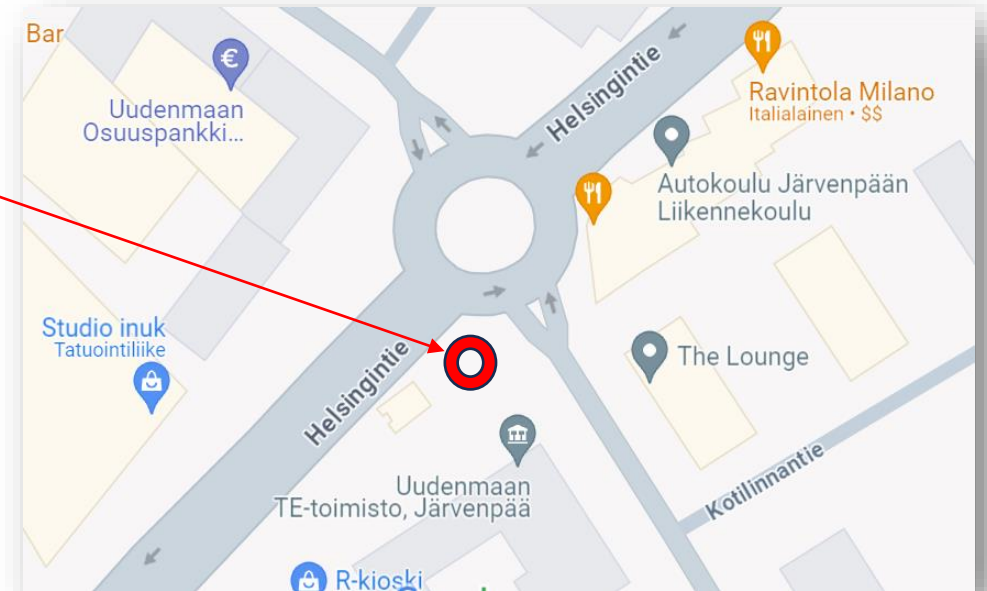 Bar
Uudenmaan
Osuuspankki...
Helsingintie
Ravintola Milano
Italialainen • $$
Autokoulu Järvenpään
Liikennekoulu
Studio inuk
Tatuointiliike
Helsingintie
The Lounge
Uudenmaan
TE-toimisto, Järvenpää
Kotilinnantie
R-kioski